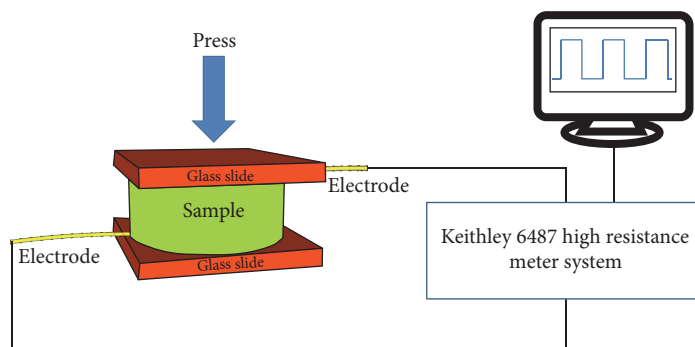 Press
Glass slide
Electrode
Sample
Electrode
Glass slide
Keithley 6487 high resistance
meter system